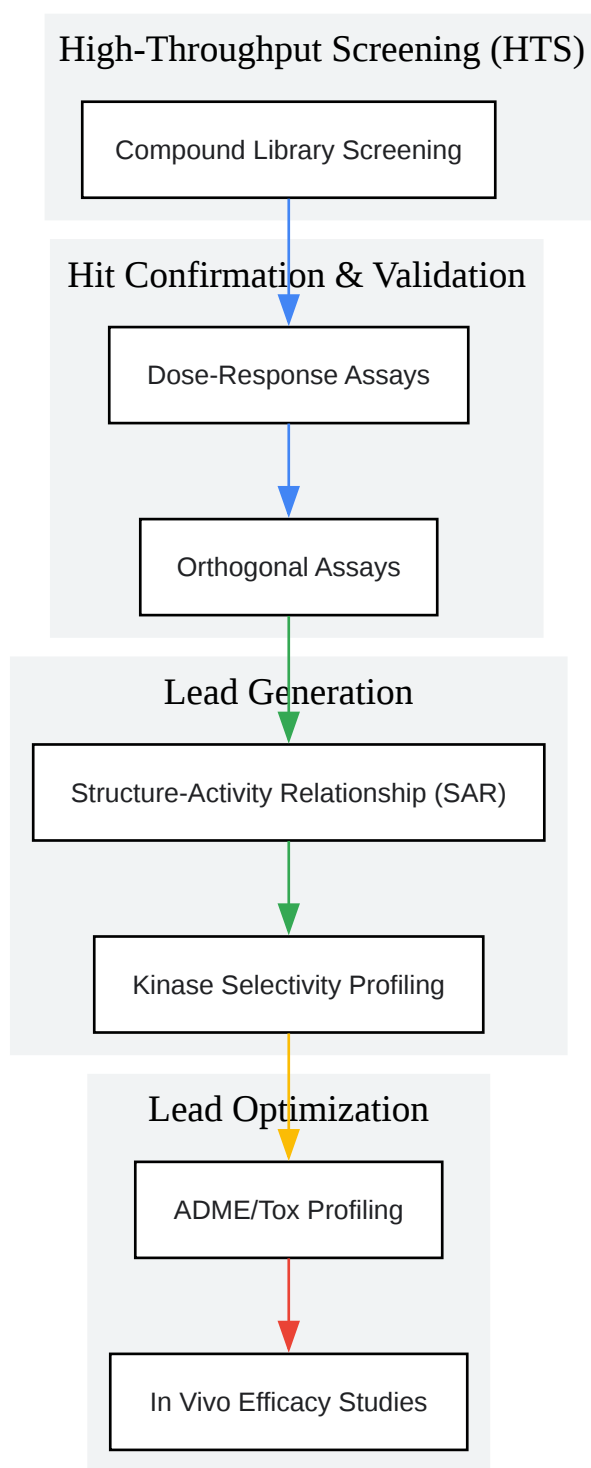 High-Throughput Screening (HTS)
Compound Library Screening
Hit Confirmation & Validation
Dose-Response Assays
Orthogonal Assays
Lead Generation
Structure-Activity Relationship (SAR)
Kinase Selectivity Profiling
Lead Optimization
ADME/Tox Profiling
In Vivo Efficacy Studies